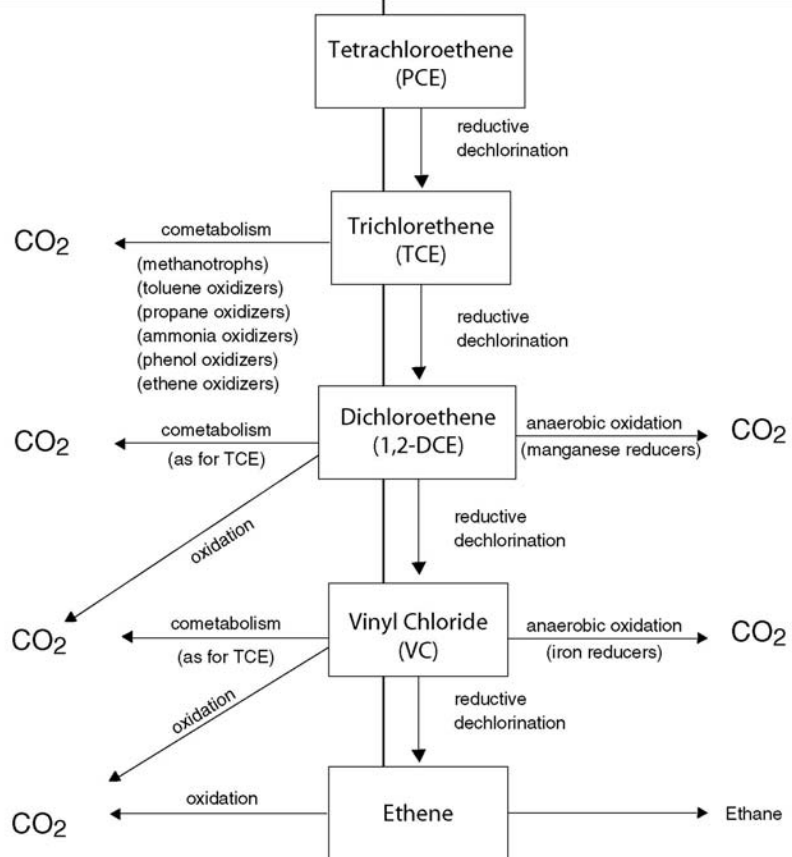 Tetrachloroethene
(PCE)
reductive
dechlorination
Trichlorethene
(TCE)
cometabolism
CO2
(methanotrophs)
(toluene oxidizers)
(propane oxidizers)
(ammonia oxidizers)
(phenol oxidizers)
(ethene oxidizers)
reductive
dechlorination
Dichloroethene
(1,2-DCE)
cometabolism
(as for TCE)
CO2
anaerobic oxidation
(manganese reducers)
CO2
oxidation
reductive
dechlorination
Vinyl Chloride
(VC)
cometabolism
(as for TCE)
CO2
anaerobic oxidation
(iron reducers)
CO2
oxidation
reductive
dechlorination
Ethene
oxidation
CO2
Ethane